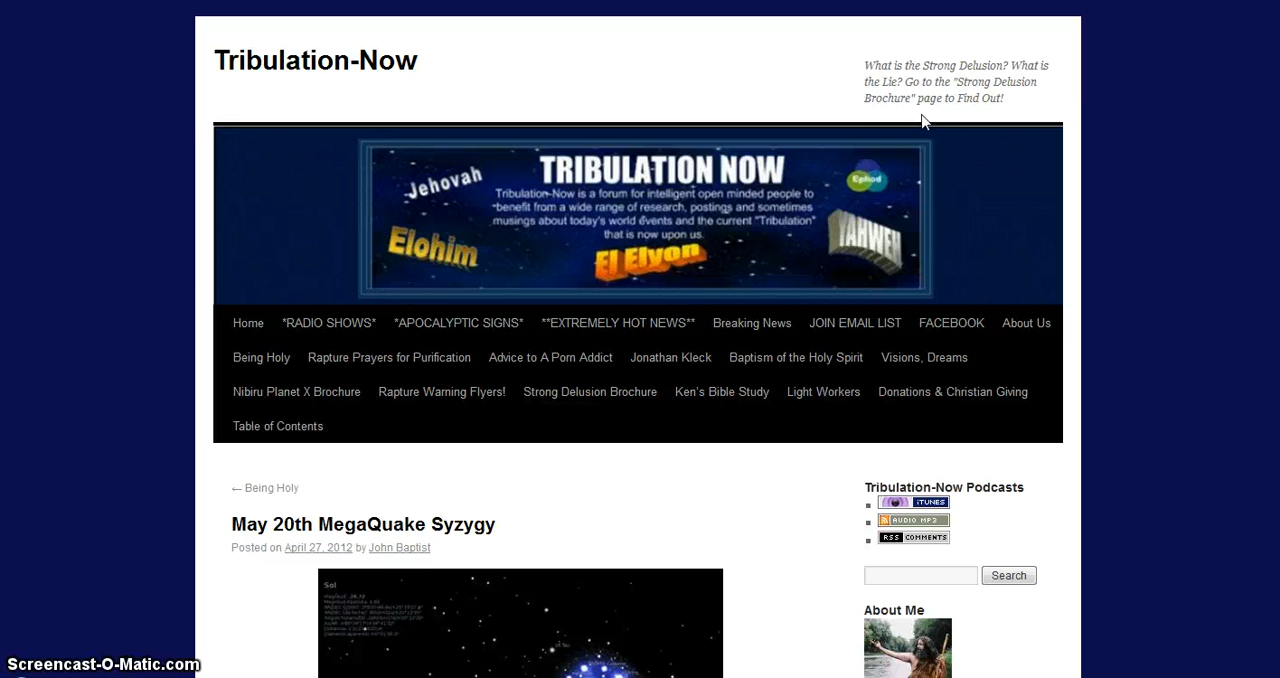 Tribulation-Now
What is the Strong Delusion? What is
the Lie? Go to the "Strong Delusion
Brochure" page to Find Out!
Jehovah
TRIBULATION NOW
Ephod
Tribulation-Now is a forum for intelligent open minded people to
benefit from a wide range of research, postings and sometimes
musings about today's world events and the current "Tribulation"
that is now upon us.
Elohim
El Elyon
YAHWEH
Home *RADIO SHOWS* *APOCALYPTIC SIGNS* **EXTREMELY HOT NEWS** Breaking News JOIN EMAIL LIST FACEBOOK About Us
Being Holy Rapture Prayers for Purification Advice to A Porn Addict Jonathan Kleck Baptism of the Holy Spirit Visions, Dreams
Nibiru Planet X Brochure Rapture Warning Flyers! Strong Delusion Brochure Ken's Bible Study Light Workers Donations & Christian Giving
Table of Contents
← Being Holy
May 20th MegaQuake Syzygy
Posted on April 27, 2012 by John Baptist
Sol
Tribulation-Now Podcasts
iTUNES
AUDIO MP3
RSS COMMENTS
Search
About Me
Screencast-O-Matic.com